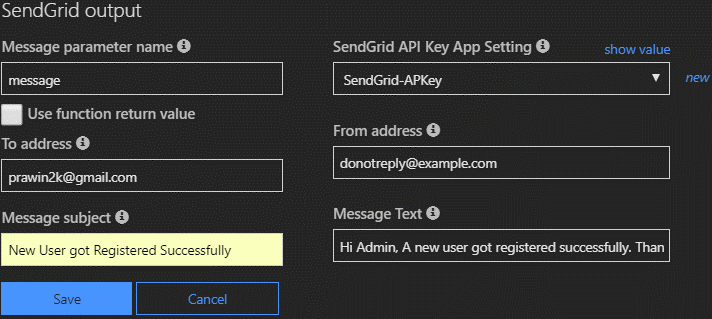 SendGrid output
Message parameter name
message
Use function return value
To address
prawin2k@gmail.com
Message subject
New User got Registered Successfully
Save
Cancel
SendGrid API Key App Setting
show value
SendGrid-APKey
new
From address
donotreply@example.com
Message Text
Hi Admin, A new user got registered successfully. Than